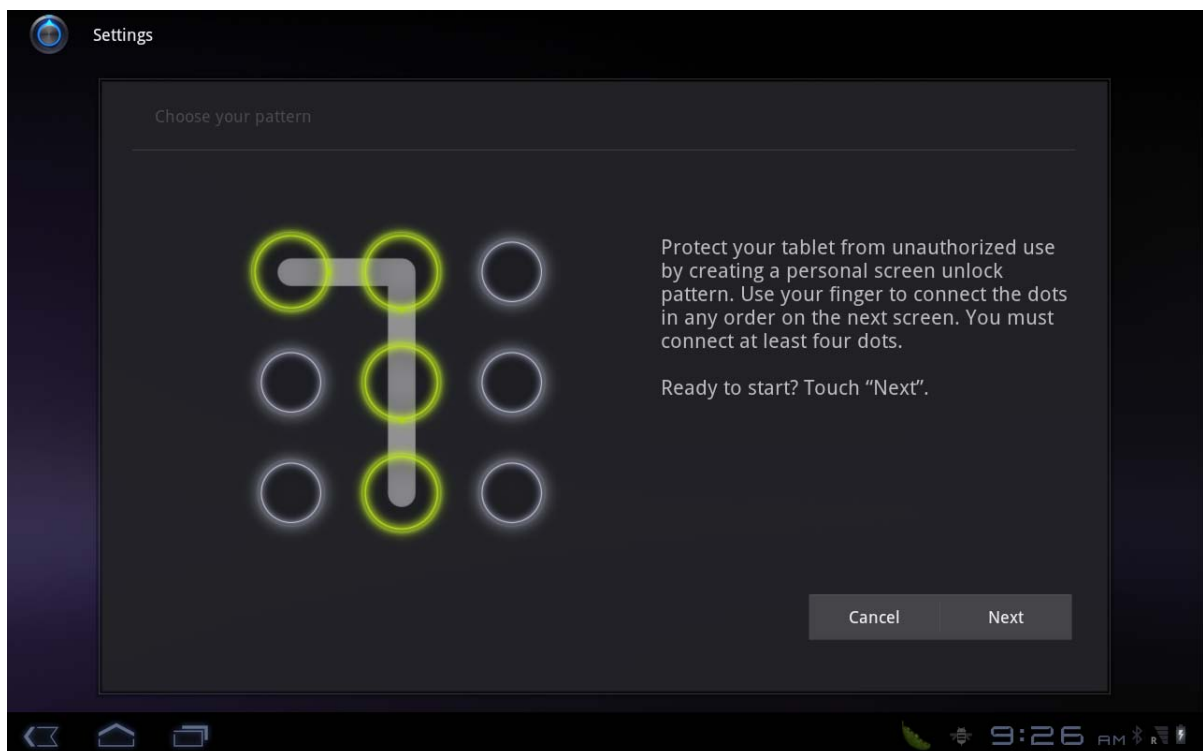 Settings
Choose your pattern
Protect your tablet from unauthorized use
by creating a personal screen unlock
pattern. Use your finger to connect the dots
in any order on the next screen. You must
connect at least four dots.
Ready to start? Touch “Next”.
Cancel Next
9:26 AM R